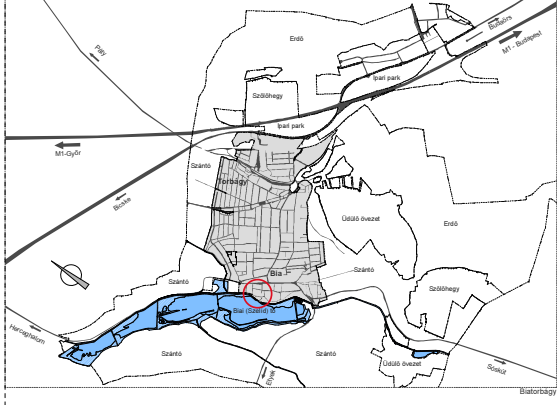 Budaörs
M1 - Budapest
Erdő
Páty
Ipari park
Szőlőhegy
Ipari park
M1-Győr
Szántó
Torbágy
Bicske
Üdülő övezet
Erdő
Bia
Szántó
Szántó
Szőlőhegy
Biai (Szélid) tó
Herceghalom
Szántó
Szántó
Etyek
Üdülő övezet
Sóskút
Biatorbágy